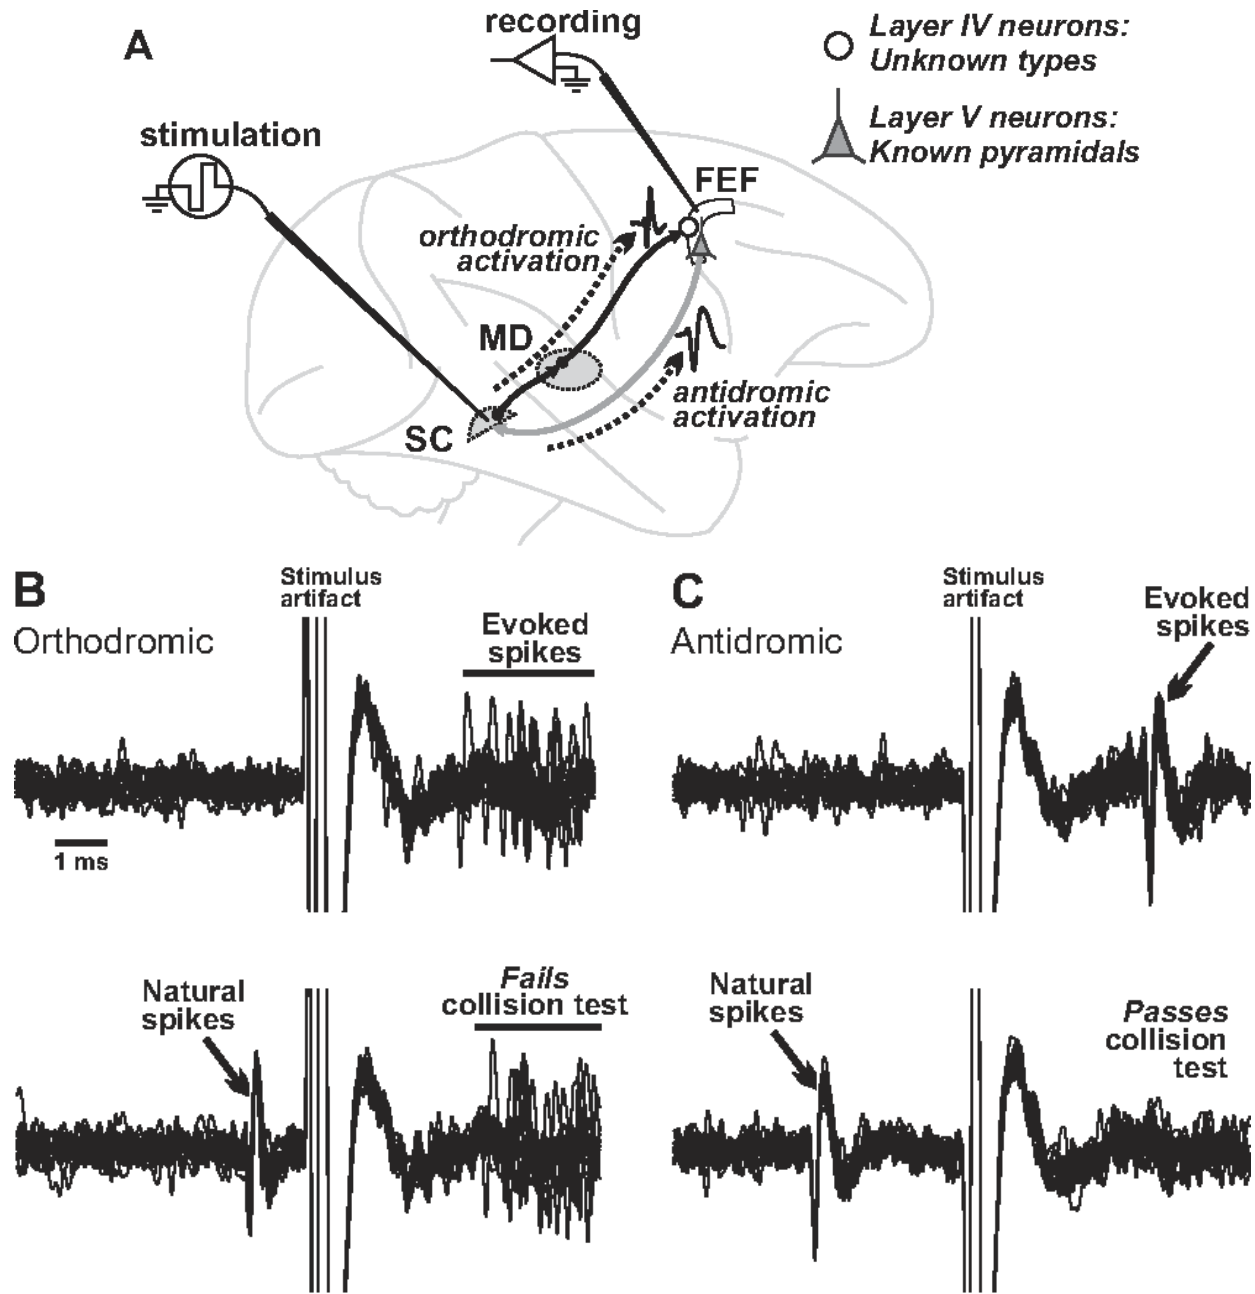 A
recording
Layer IV neurons:
Unknown types
stimulation
Layer V neurons:
Known pyramidals
FEF
orthodromic
activation
MD
antidromic
activation
SC
B
Stimulus
artifact
Orthodromic
Evoked
spikes
1 ms
C
Stimulus
artifact
Antidromic
Evoked
spikes
Natural
spikes
Fails
collision test
Natural
spikes
Passes
collision
test